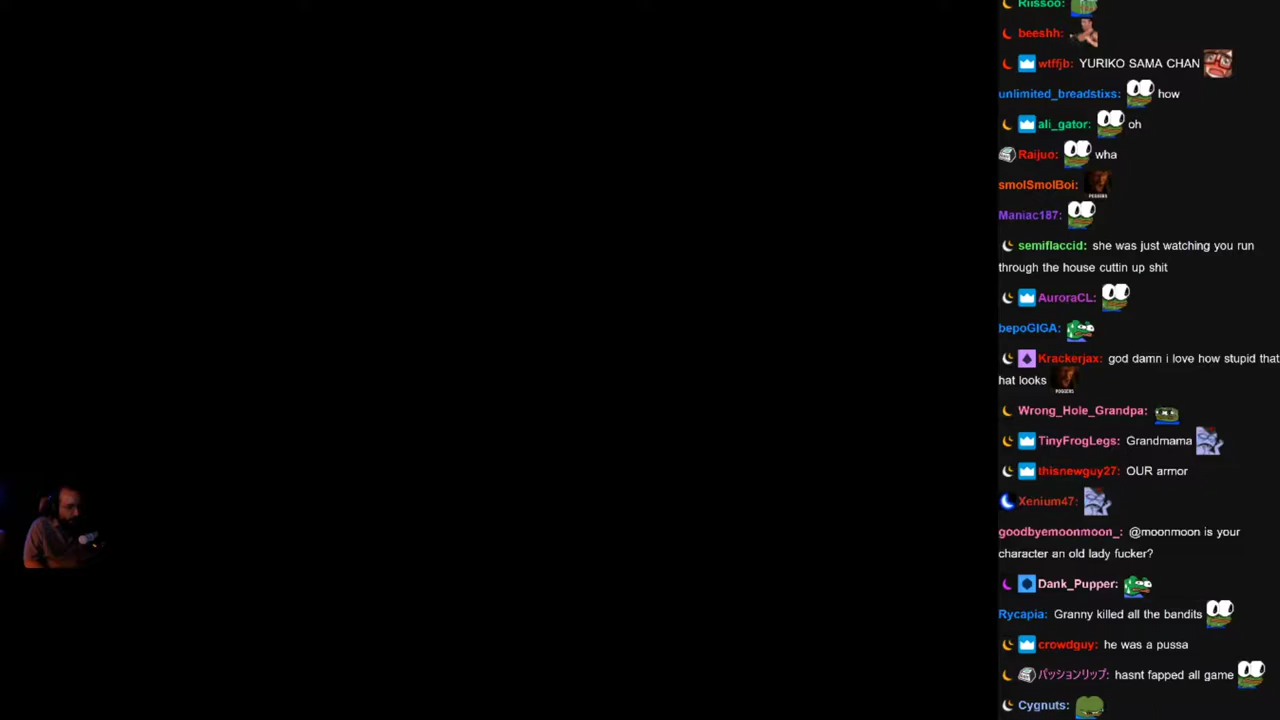 Riissoo:
beeshh:
wtffjb: YURIKO SAMA CHAN
unlimited_breadstixs: how
ali_gator: oh
Raijuo: wha
smolSmolBoi:
Maniac187:
semiflaccid: she was just watching you run
through the house cuttin up shit
AuroraCL:
bepoGIGA:
Krackerjax: god damn i love how stupid that
hat looks
Wrong_Hole_Grandpa:
TinyFrogLegs: Grandmama
thisnewguy27: OUR armor
Xenium47:
goodbyemoonmoon_: @moonmoon is your
character an old lady fucker?
Dank_Pupper:
Rycapia: Granny killed all the bandits
crowdguy: he was a pussa
パッションリップ: hasnt fapped all game
Cygnuts: